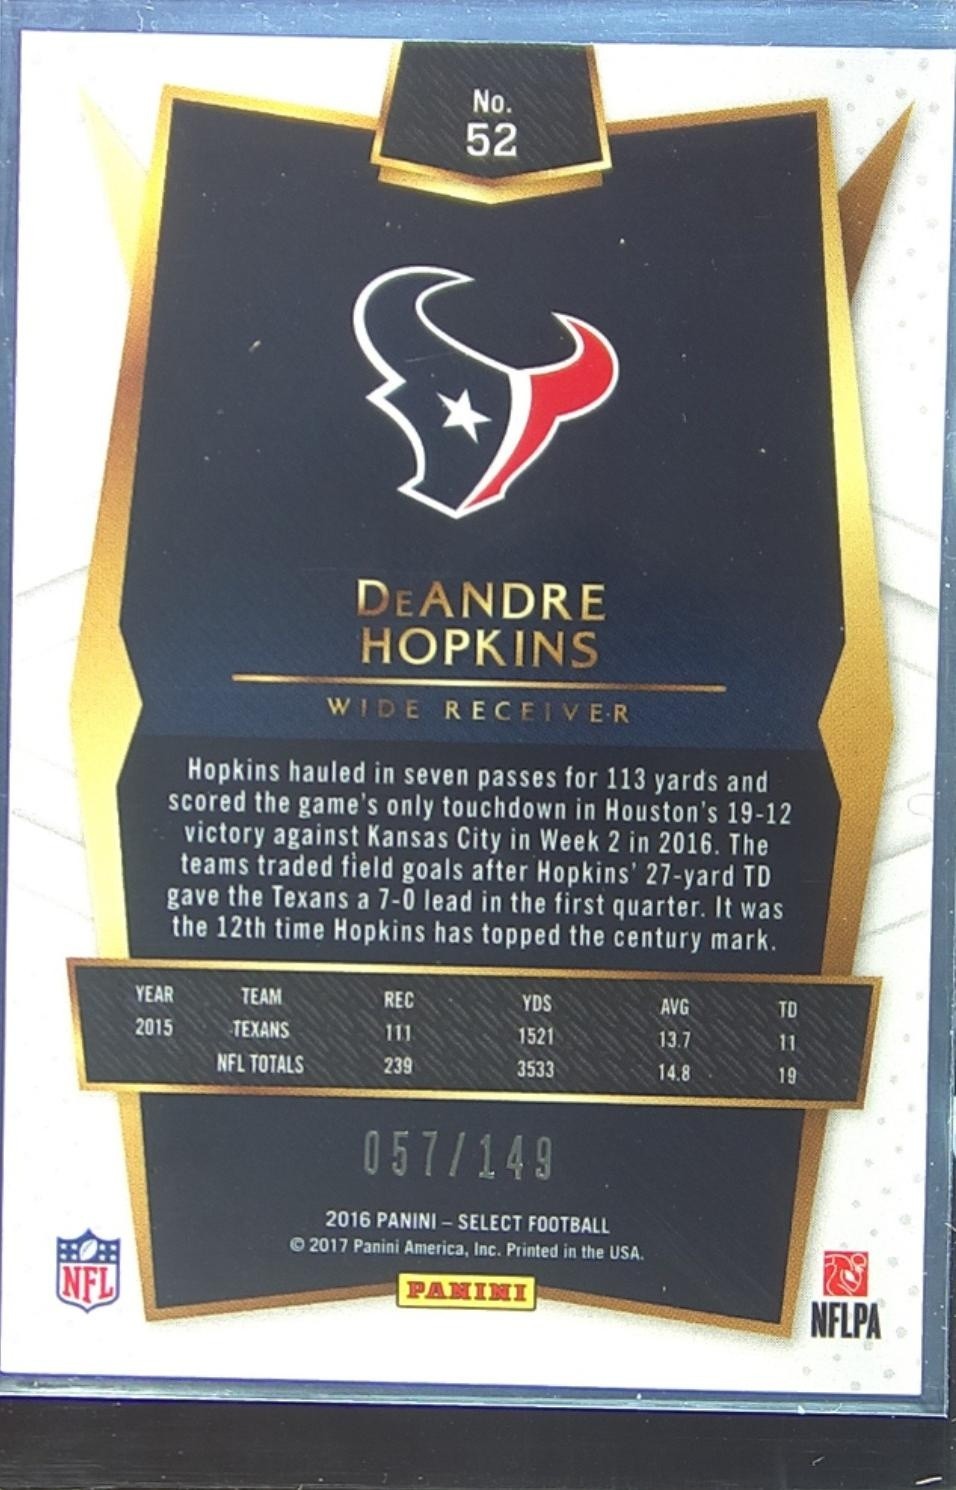 No.
52
DeANDRE
HOPKINS
WIDE RECEIVER
Hopkins hauled in seven passes for 113 yards and
scored the game's only touchdown in Houston's 19-12
victory against Kansas City in Week 2 in 2016. The
teams traded field goals after Hopkins' 27-yard TD
gave the Texans a 7-0 lead in the first quarter. It was
the 12th time Hopkins has topped the century mark.
YEAR TEAM REC YDS AVG TD
2015 TEXANS 111 1521 13.7 11
NFL TOTALS 239 3533 14.8 19
057/149
2016 PANINI – SELECT FOOTBALL
© 2017 Panini America, Inc. Printed in the USA.
NFL
PANINI
NFLPA